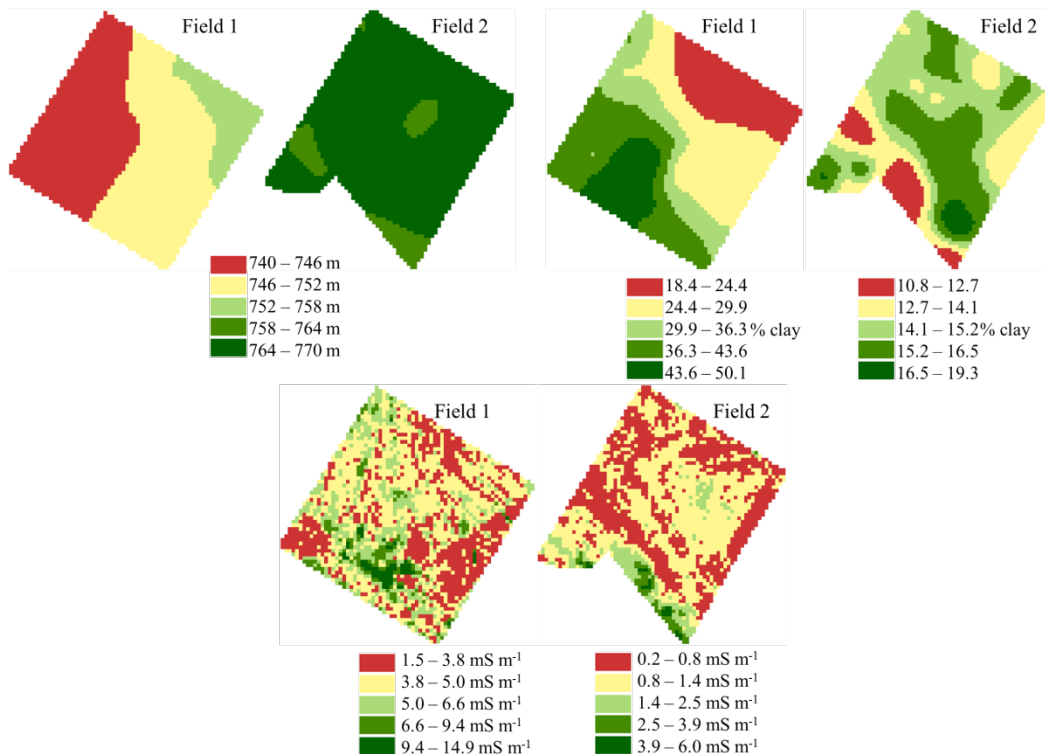 Field 1
Field 2
740 – 746 m
746 – 752 m
752 – 758 m
758 – 764 m
764 – 770 m
Field 1
Field 2
18.4 – 24.4
24.4 – 29.9
29.9 – 36.3 % clay
36.3 – 43.6
43.6 – 50.1
10.8 – 12.7
12.7 – 14.1
14.1 – 15.2 % clay
15.2 – 16.5
16.5 – 19.3
Field 1
Field 2
1.5 – 3.8 mS m⁻¹
3.8 – 5.0 mS m⁻¹
5.0 – 6.6 mS m⁻¹
6.6 – 9.4 mS m⁻¹
9.4 – 14.9 mS m⁻¹
0.2 – 0.8 mS m⁻¹
0.8 – 1.4 mS m⁻¹
1.4 – 2.5 mS m⁻¹
2.5 – 3.9 mS m⁻¹
3.9 – 6.0 mS m⁻¹